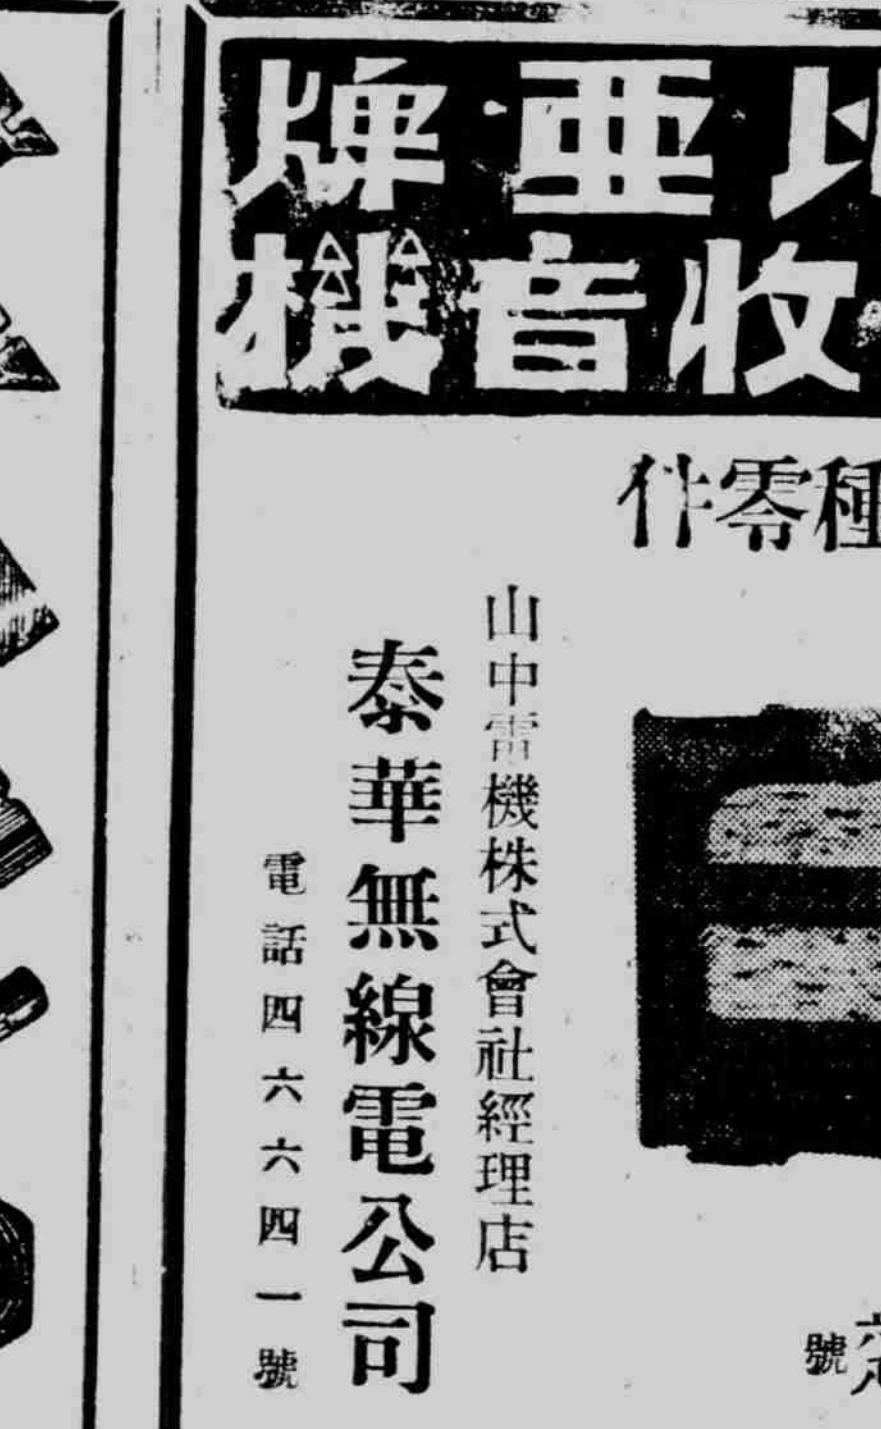 比亜牌
收音機
種零件
號
山中電機株式會社經理店
泰華無線電公司
電話四六六四一號